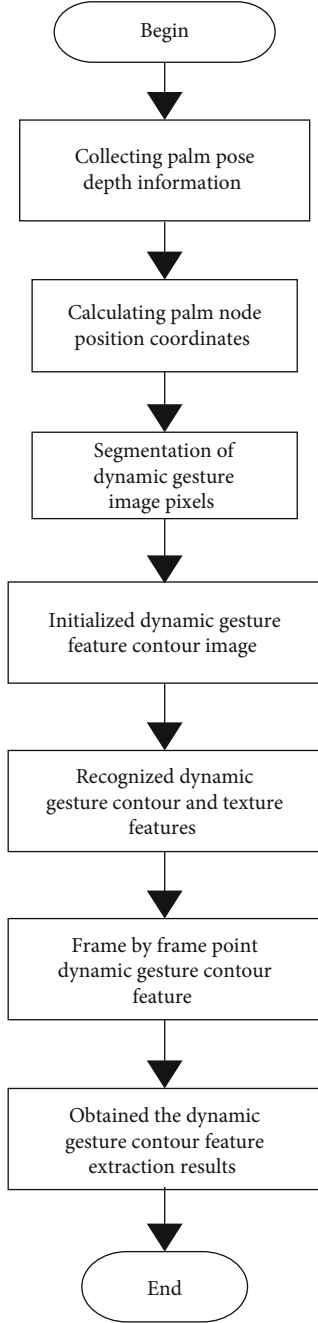 Begin
Collecting palm pose
depth information
Calculating palm node
position coordinates
Segmentation of
dynamic gesture
image pixels
Initialized dynamic gesture
feature contour image
Recognized dynamic
gesture contour and texture
features
Frame by frame point
dynamic gesture contour
feature
Obtained the dynamic
gesture contour feature
extraction results
End